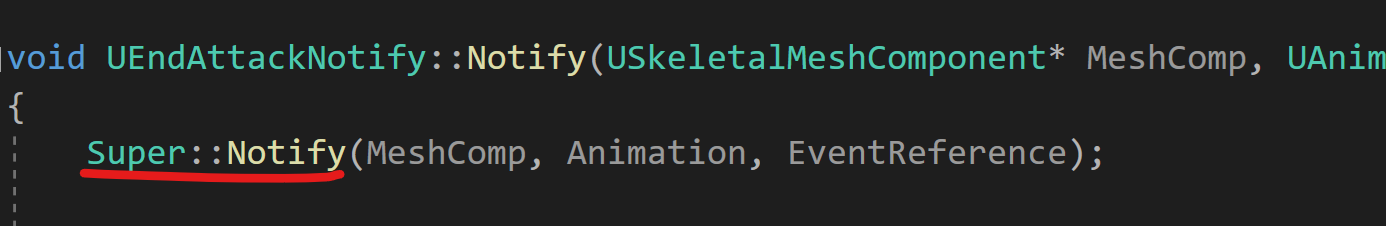 void UEndAttackNotify::Notify(USkeletalMeshComponent* MeshComp, UAnim
{
Super::Notify(MeshComp, Animation, EventReference);